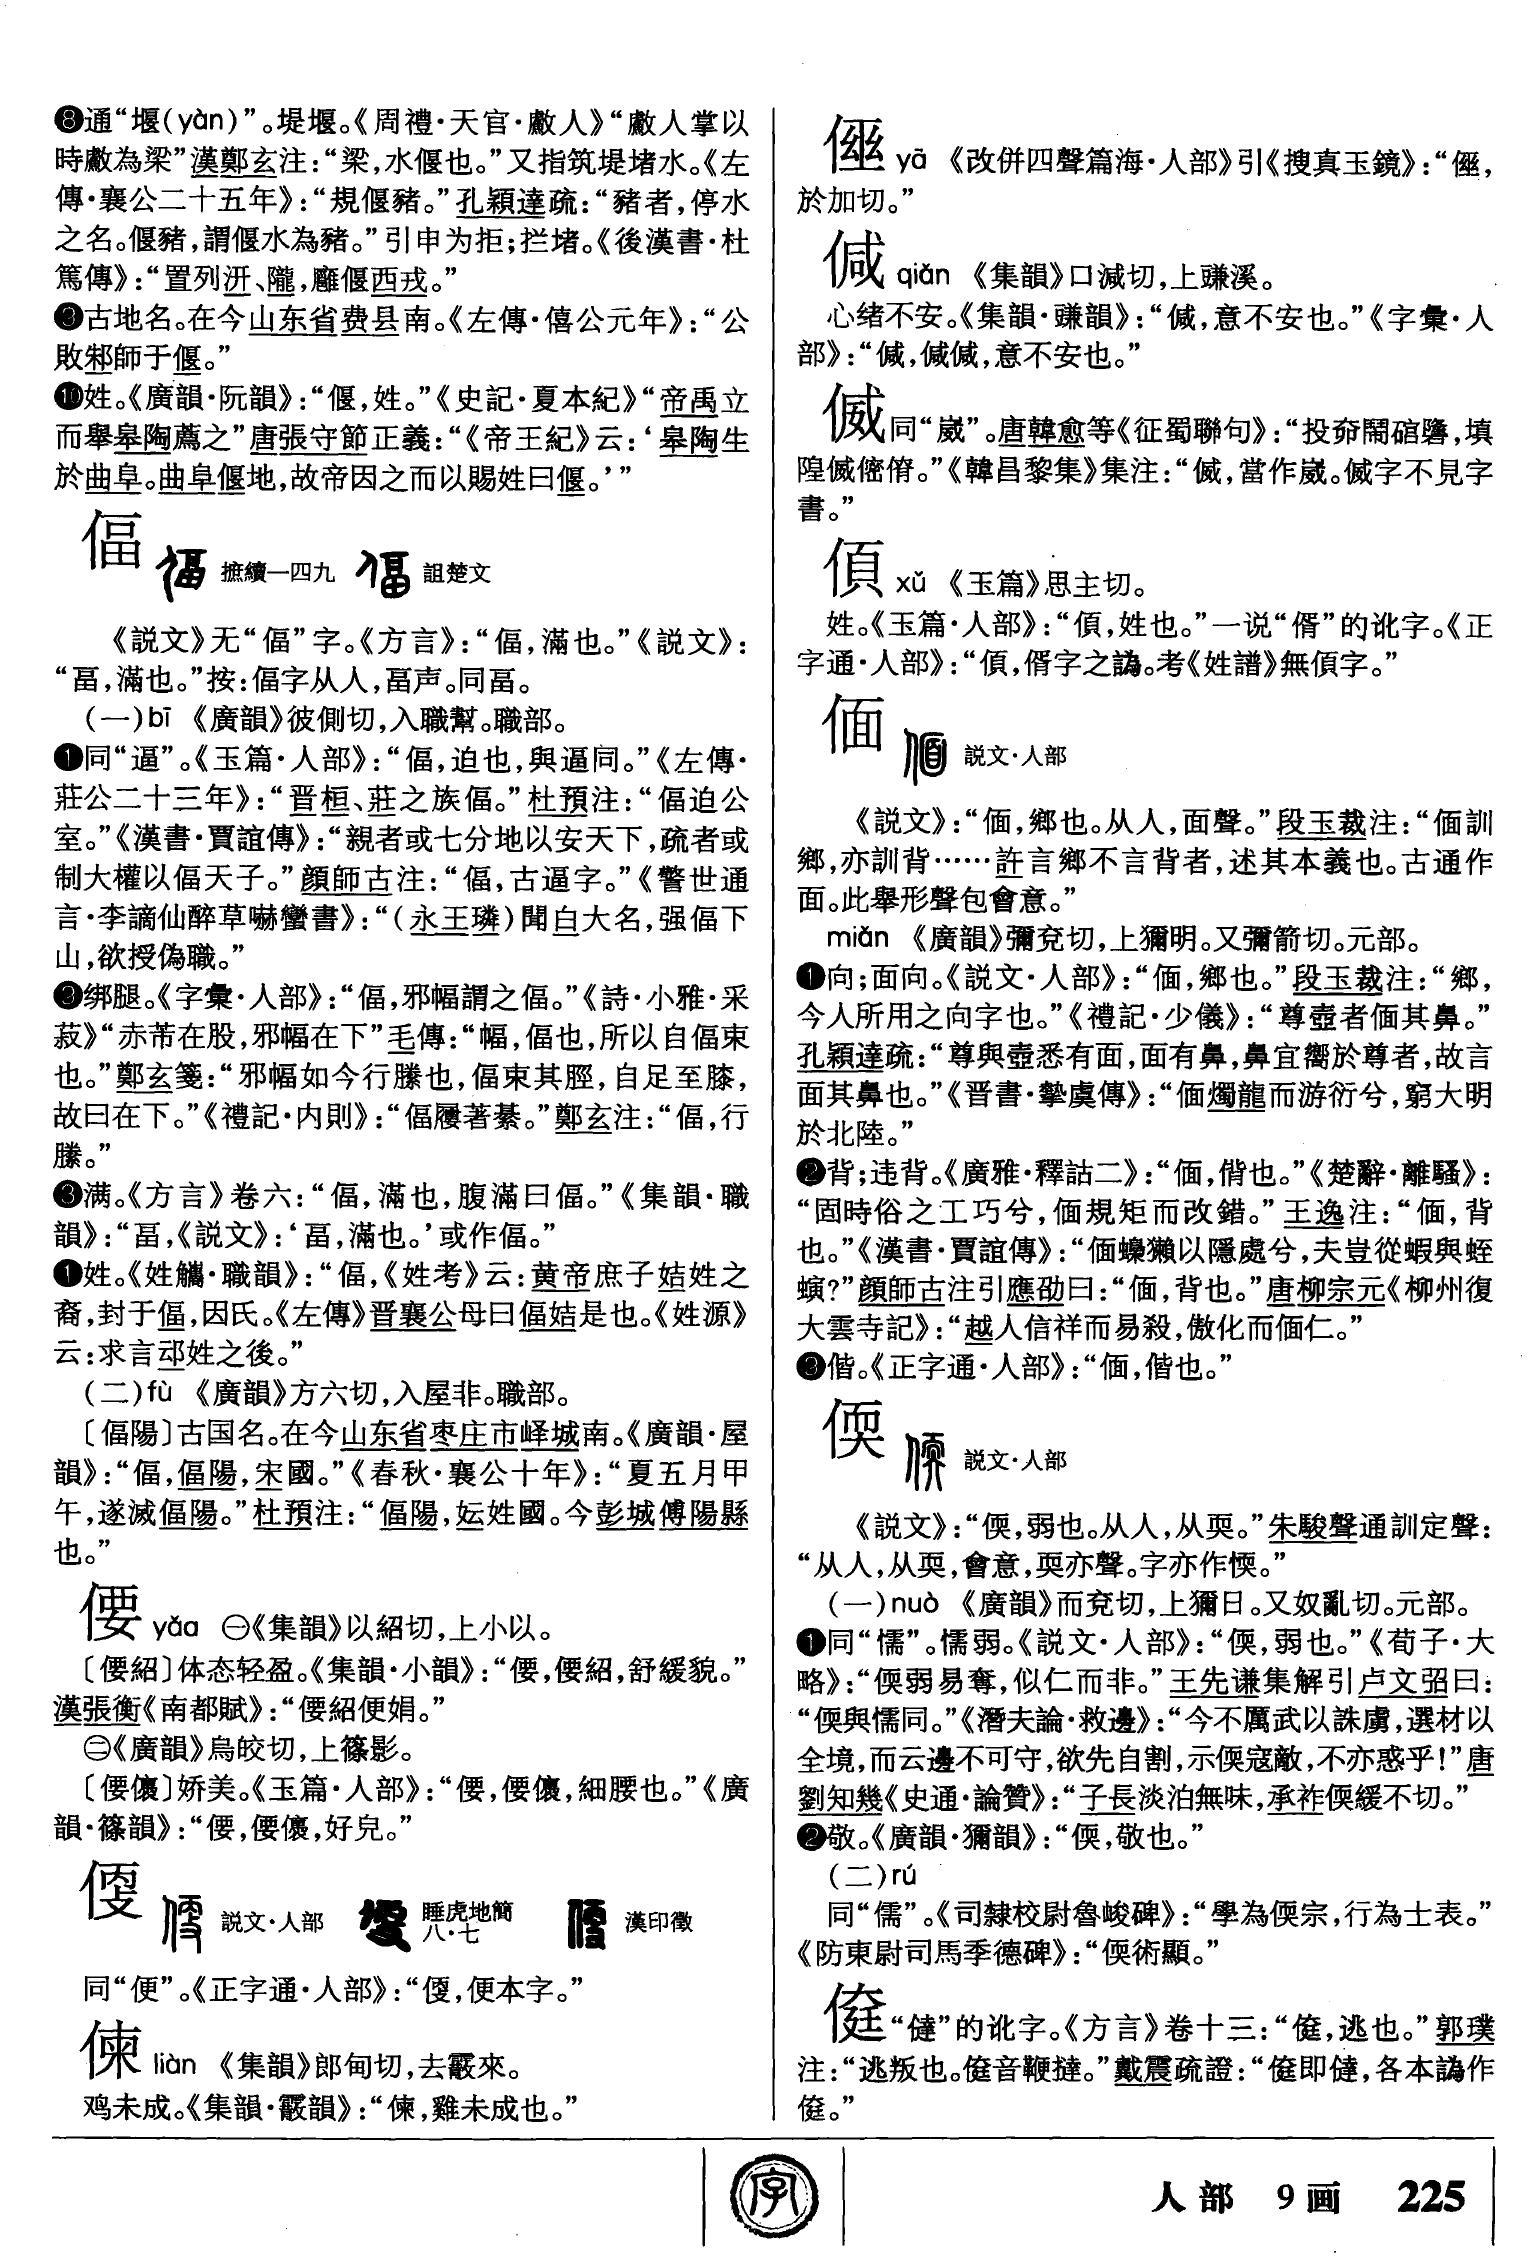 ❽通“堰(yàn)”。堤堰。《周禮·天官·䱷人》“䱷人掌以
時䱷為梁”漢鄭玄注：“梁，水偃也。”又指筑堤堵水。《左
傳·襄公二十五年》：“規偃豬。”孔穎達疏：“豬者，停水
之名。偃豬，謂偃水為豬。”引申为拒；拦堵。《後漢書·杜
篤傳》：“置列汧、隴，廱偃西戎。”
❾古地名。在今山东省费县南。《左傳·僖公元年》：“公
敗邾師于偃。”
❿姓。《廣韻·阮韻》：“偃，姓。”《史記·夏本紀》“帝禹立
而舉皋陶薦之”唐張守節正義：“《帝王紀》云：‘皋陶生
於曲阜。曲阜偃地，故帝因之而以賜姓曰偃。’”
偪 摭續一四九 詛楚文
《説文》无“偪”字。《方言》：“偪，滿也。”《説文》：
“畐，滿也。”按：偪字从人，畐声。同畐。
(一)bī 《廣韻》彼側切，入職幫。職部。
❶同“逼”。《玉篇·人部》：“偪，迫也，與逼同。”《左傳·
莊公二十三年》：“晋桓、莊之族偪。”杜預注：“偪迫公
室。”《漢書·賈誼傳》：“親者或七分地以安天下，疏者或
制大權以偪天子。”顔師古注：“偪，古逼字。”《警世通
言·李謫仙醉草嚇蠻書》：“(永王璘)聞白大名，强偪下
山，欲授偽職。”
❷绑腿。《字彙·人部》：“偪，邪幅謂之偪。”《詩·小雅·采
菽》“赤芾在股，邪幅在下”毛傳：“幅，偪也，所以自偪束
也。”鄭玄箋：“邪幅如今行縢也，偪束其脛，自足至膝，
故曰在下。”《禮記·内則》：“偪屨著綦。”鄭玄注：“偪，行
縢。”
❸满。《方言》卷六：“偪，滿也，腹滿曰偪。”《集韻·職
韻》：“畐，《説文》：‘畐，滿也。’或作偪。”
❶姓。《姓觿·職韻》：“偪，《姓考》云：黄帝庶子姞姓之
裔，封于偪，因氏。《左傳》晋襄公母曰偪姞是也。《姓源》
云：求言邧姓之後。”
(二)fù 《廣韻》方六切，入屋非。職部。
〔偪陽〕古国名。在今山东省枣庄市峄城南。《廣韻·屋
韻》：“偪，偪陽，宋國。”《春秋·襄公十年》：“夏五月甲
午，遂滅偪陽。”杜預注：“偪陽，妘姓國。今彭城傅陽縣
也。”
偠 yǎo ㊀《集韻》以紹切，上小以。
〔偠紹〕体态轻盈。《集韻·小韻》：“偠，偠紹，舒緩貌。”
漢張衡《南都賦》：“偠紹便娟。”
㊁《廣韻》烏皎切，上篠影。
〔偠儴〕娇美。《玉篇·人部》：“偠，偠儴，細腰也。”《廣
韻·篠韻》：“偠，偠儴，好皃。”
㛹 説文·人部 睡虎地簡八·七 漢印徵
同“便”。《正字通·人部》：“，便本字。”
倲 liàn 《集韻》郎甸切，去霰來。
鸡未成。《集韻·霰韻》：“倲，雞未成也。”
俹 yā 《改併四聲篇海·人部》引《搜真玉鏡》：“，
於加切。”
偘 qiǎn 《集韻》口減切，上豏溪。
心绪不安。《集韻·豏韻》：“，意不安也。”《字彙·人
部》：“，意不安也。”
同“崴”。唐韓愈等《征蜀聯句》：“投奅鬧䃔䃧，填
隍㑮傄。”《韓昌黎集》集注：“，當作崴。字不見字
書。”
偩 xǔ 《玉篇》思主切。
姓。《玉篇·人部》：“，姓也。”一说“偦”的讹字。《正
字通·人部》：“，偦字之譌。考《姓譜》無字。”
偭 説文·人部
《説文》：“偭，鄉也。从人，面聲。”段玉裁注：“偭訓
鄉，亦訓背……許言鄉不言背者，述其本義也。古通作
面。此舉形聲包會意。”
miǎn 《廣韻》彌兗切，上獮明。又彌箭切。元部。
❶向；面向。《説文·人部》：“偭，鄉也。”段玉裁注：“鄉，
今人所用之向字也。”《禮記·少儀》：“尊壺者偭其鼻。”
孔穎達疏：“尊與壺悉有面，面有鼻，鼻宜嚮於尊者，故言
面其鼻也。”《晋書·摯虞傳》：“偭燭龍而游衍兮，窮大明
於北陸。”
❷背；违背。《廣雅·釋詁二》：“偭，偝也。”《楚辭·離騷》：
“固時俗之工巧兮，偭規矩而改錯。”王逸注：“偭，背
也。”《漢書·賈誼傳》：“偭蟂獺以隱處兮，夫豈從蝦與蛭
螾？”顔師古注引應劭曰：“偭，背也。”唐柳宗元《柳州復
大雲寺記》：“越人信祥而易殺，傲化而偭仁。”
❸偕。《正字通·人部》：“偭，偕也。”
偄 説文·人部
《説文》：“偄，弱也。从人，从耎。”朱駿聲通訓定聲：
“从人，从耎，會意，耎亦聲。字亦作愞。”
(一)nuò 《廣韻》而兗切，上獮日。又奴亂切。元部。
❶同“懦”。懦弱。《説文·人部》：“偄，弱也。”《荀子·大
略》：“偄弱易奪，似仁而非。”王先谦集解引卢文弨曰：
“偄與懦同。”《潛夫論·救邊》：“今不厲武以誅虜，選材以
全境，而云邊不可守，欲先自割，示偄寇敵，不亦惑乎！”唐
劉知幾《史通·論贊》：“子長淡泊無味，承祚偄緩不切。”
❷敬。《廣韻·獮韻》：“偄，敬也。”
(二)rú
同“儒”。《司隸校尉魯峻碑》：“學為偄宗，行為士表。”
《防東尉司馬季德碑》：“偄術顯。”
“㒓”的讹字。《方言》卷十三：“，逃也。”郭璞
注：“逃叛也。音鞭撻。”戴震疏證：“即㒓，各本譌作
。”
字
人部 9画 225